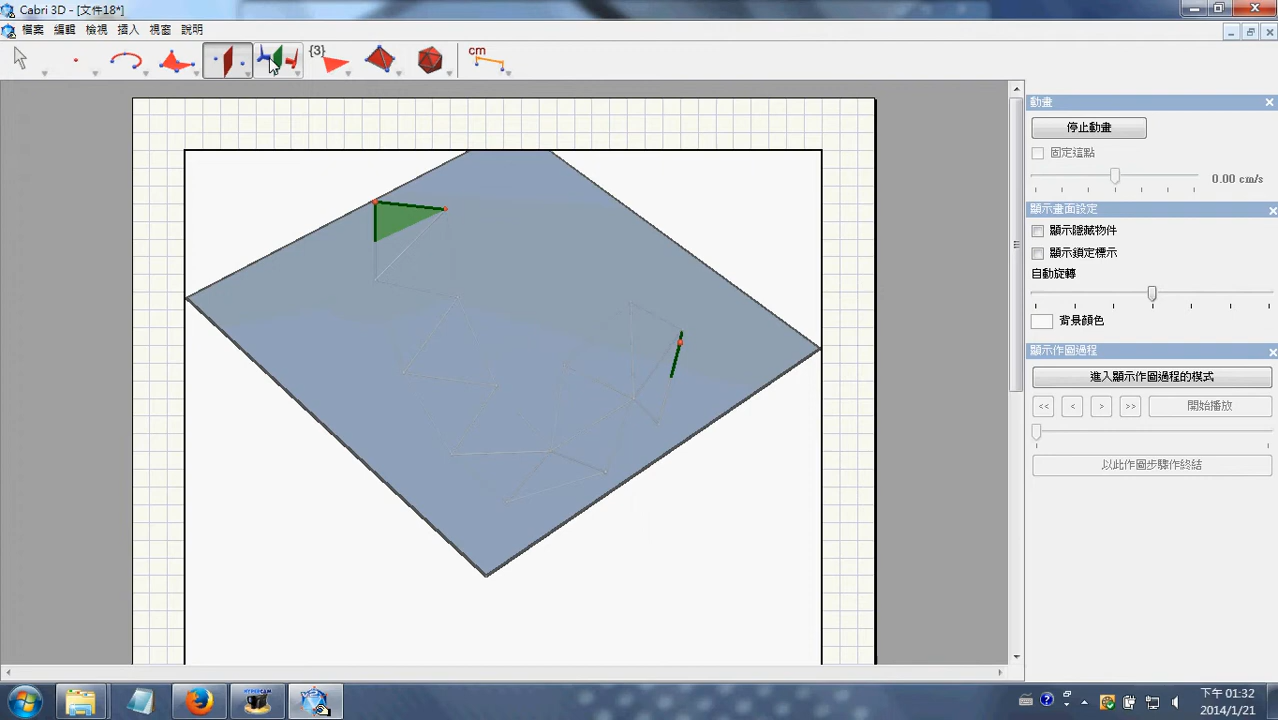 Cabri 3D - [文件18*]
檔案 編輯 檢視 插入 視窗 說明
{3}
cm
動畫
停止動畫
固定這點
0.00 cm/s
顯示畫面設定
顯示隱藏物件
顯示鎖定標示
自動旋轉
背景顏色
顯示作圖過程
進入顯示作圖過程的模式
<< < > >> 開始播放
以此作圖步驟作終結
HYPERCAM
下午 01:32
2014/1/21